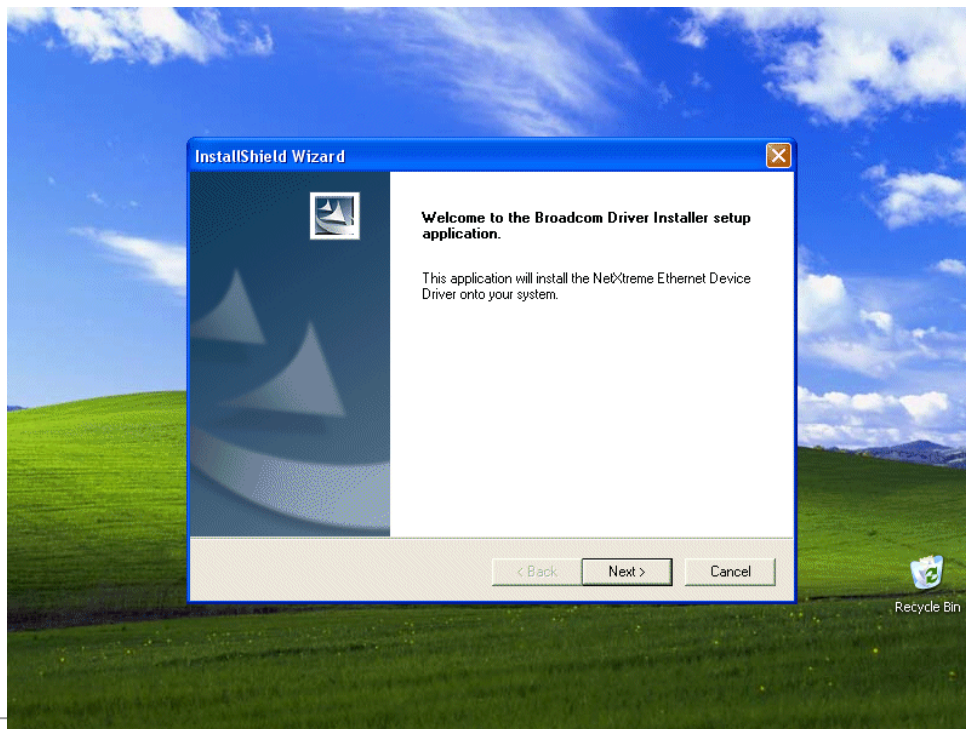 InstallShield Wizard
Welcome to the Broadcom Driver Installer setup
application.
This application will install the NetXtreme Ethernet Device
Driver onto your system.
< Back
Next >
Cancel
Recycle Bin